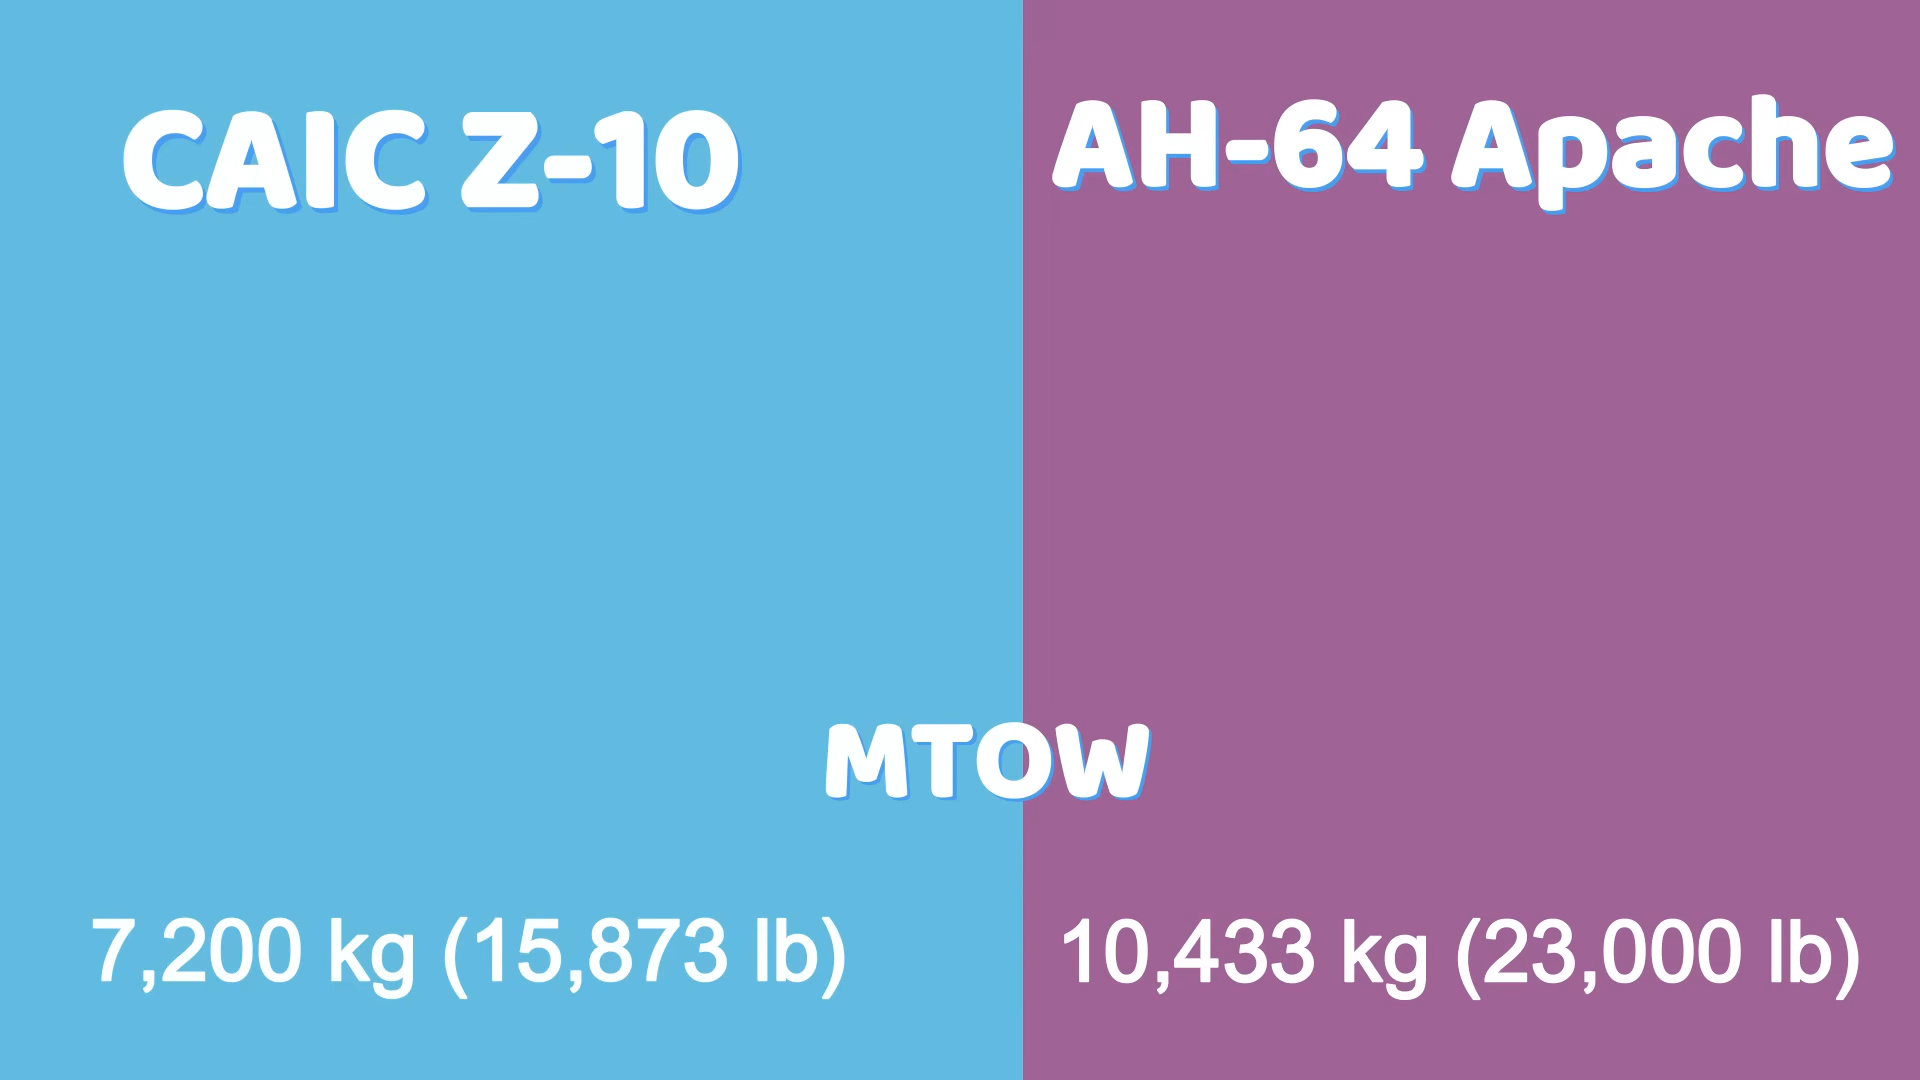 CAIC Z-10
AH-64 Apache
MTOW
7,200 kg (15,873 lb)
10,433 kg (23,000 lb)